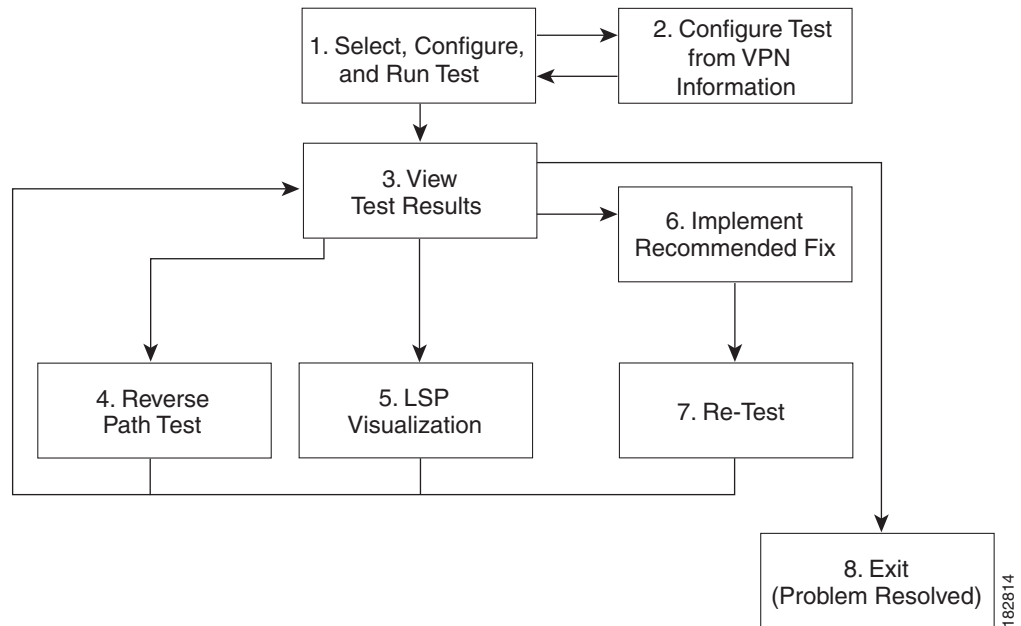 1. Select, Configure,
and Run Test
2. Configure Test
from VPN
Information
3. View
Test Results
6. Implement
Recommended Fix
4. Reverse
Path Test
5. LSP
Visualization
7. Re-Test
8. Exit
(Problem Resolved)
182814